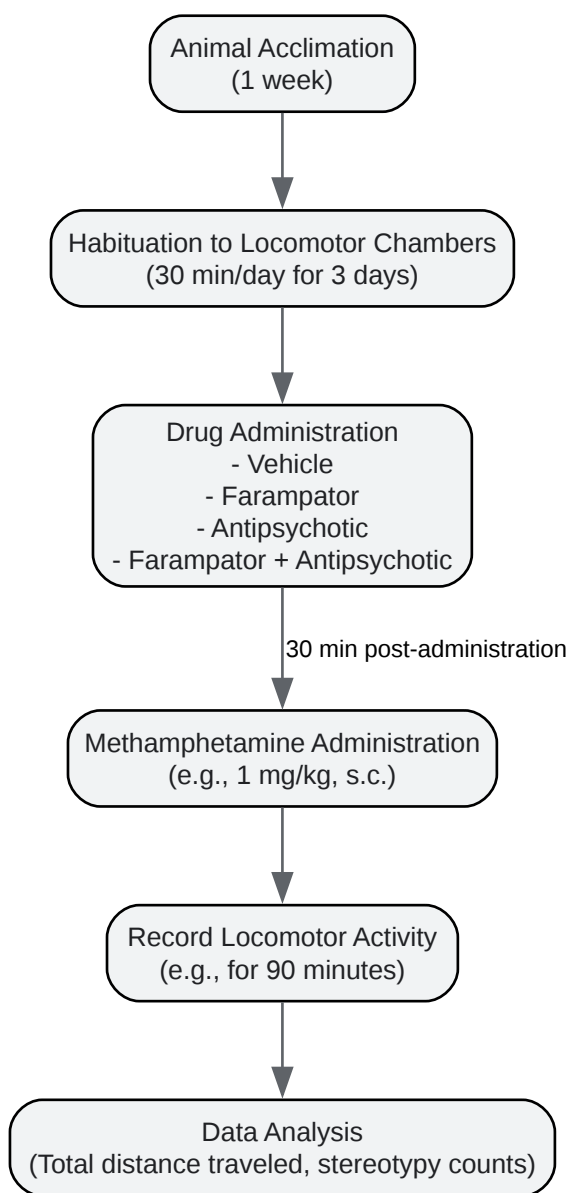 Animal Acclimation
(1 week)
Habituation to Locomotor Chambers
(30 min/day for 3 days)
Drug Administration
- Vehicle
- Farampator
- Antipsychotic
- Farampator + Antipsychotic
30 min post-administration
Methamphetamine Administration
(e.g., 1 mg/kg, s.c.)
Record Locomotor Activity
(e.g., for 90 minutes)
Data Analysis
(Total distance traveled, stereotypy counts)